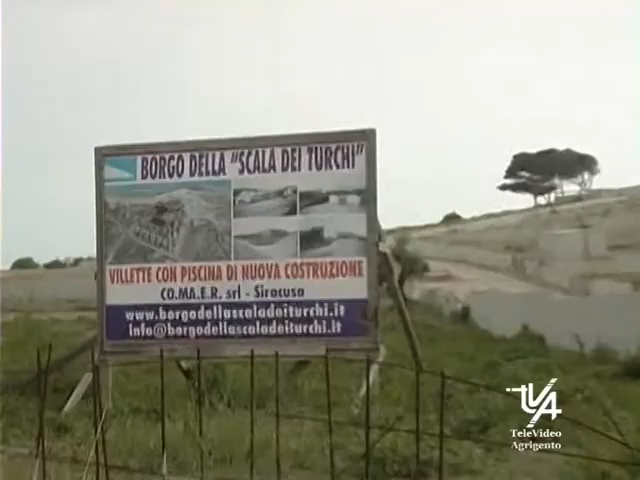 BORGO DELLA "SCALA DEI TURCHI"
VILLETTE CON PISCINA DI NUOVA COSTRUZIONE
CO.MA.E.R. srl - Siracusa
www.borgodellascaladeiturchi.it
info@borgodellascaladeiturchi.it
TVA
TeleVideo
Agrigento